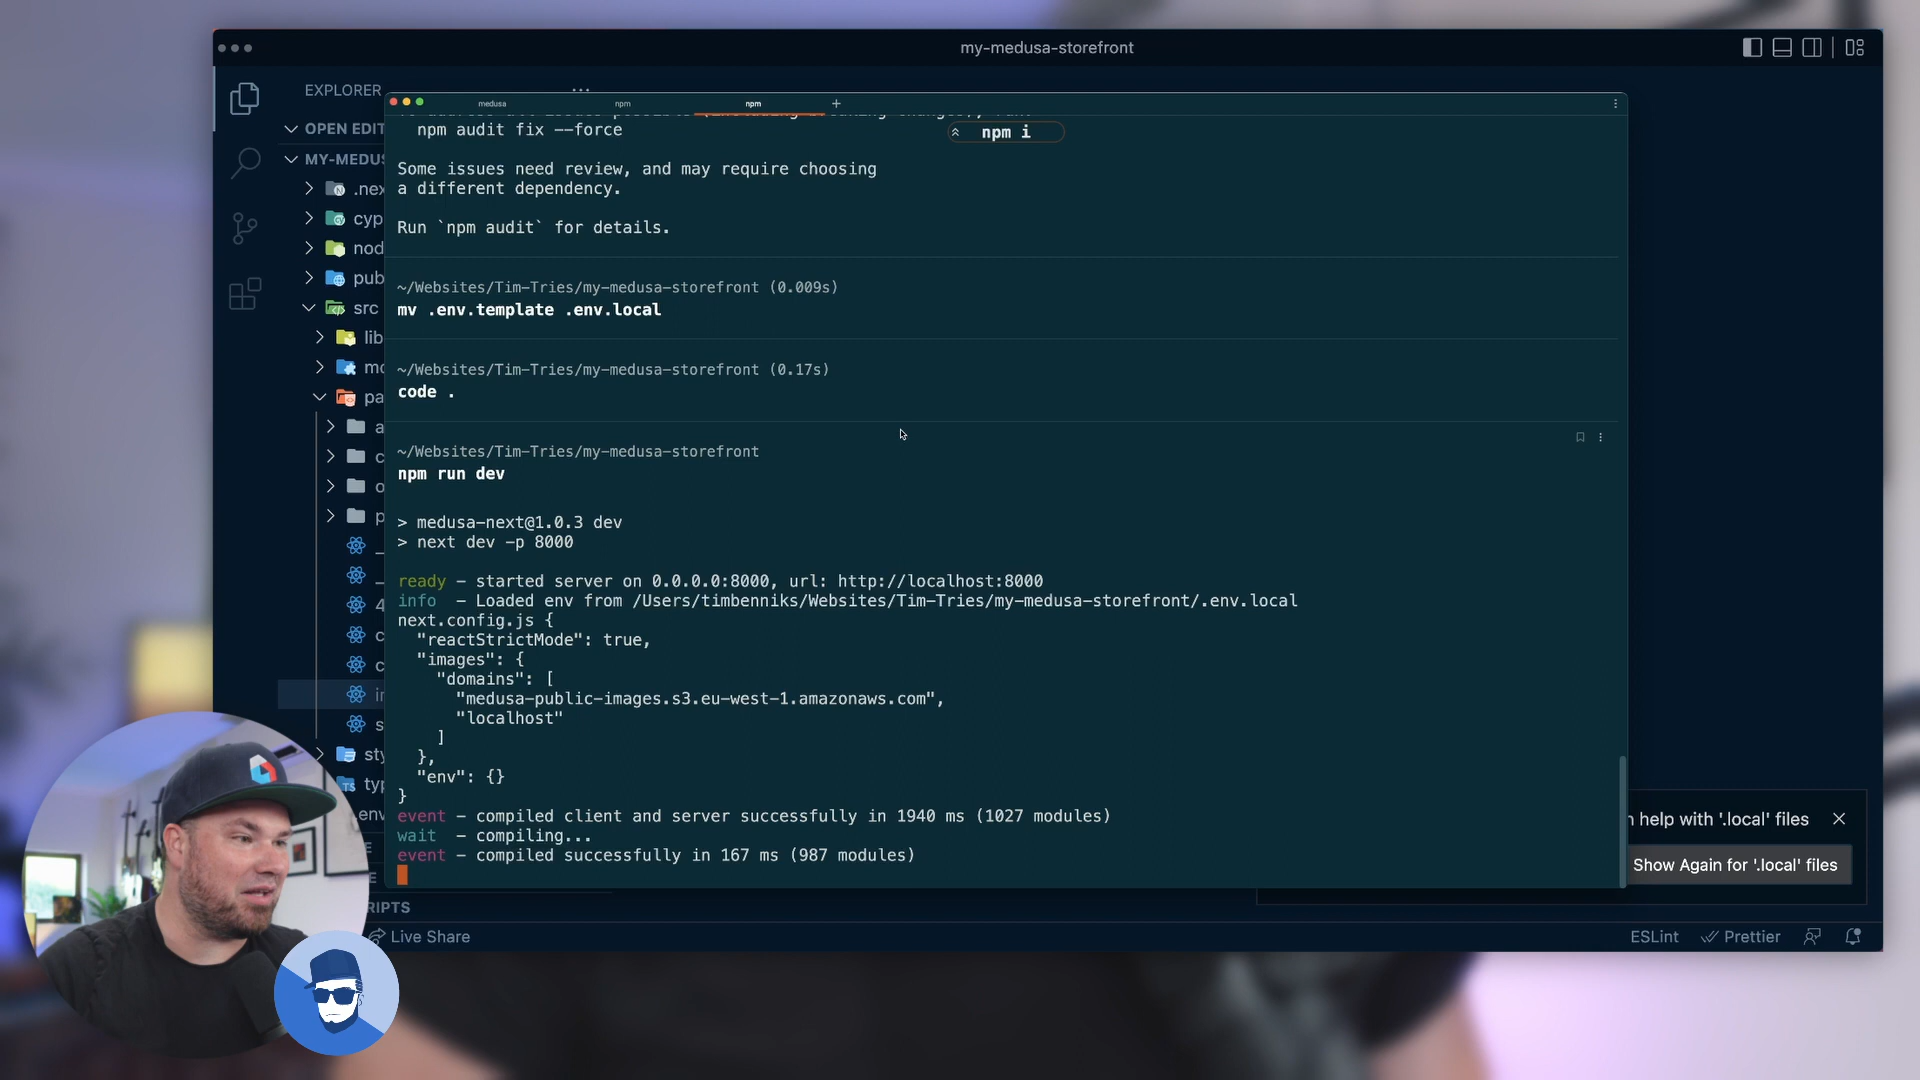 my-medusa-storefront
EXPLORER
OPEN EDIT
MY-MEDUS
.nex
cyp
nod
pub
src
lib
mo
pa
a
c
o
p
_
_
4
c
c
in
s
sty
typ
TS
.env
RIPTS
medusa
npm
npm
npm audit fix --force
npm i
Some issues need review, and may require choosing
a different dependency.
Run `npm audit` for details.
~/Websites/Tim-Tries/my-medusa-storefront (0.009s)
mv .env.template .env.local
~/Websites/Tim-Tries/my-medusa-storefront (0.17s)
code .
~/Websites/Tim-Tries/my-medusa-storefront
npm run dev
> medusa-next@1.0.3 dev
> next dev -p 8000
ready - started server on 0.0.0.0:8000, url: http://localhost:8000
info - Loaded env from /Users/timbenniks/Websites/Tim-Tries/my-medusa-storefront/.env.local
next.config.js {
"reactStrictMode": true,
"images": {
"domains": [
"medusa-public-images.s3.eu-west-1.amazonaws.com",
"localhost"
]
},
"env": {}
}
event - compiled client and server successfully in 1940 ms (1027 modules)
wait - compiling...
event - compiled successfully in 167 ms (987 modules)
h help with '.local' files
Show Again for '.local' files
Live Share
ESLint
Prettier